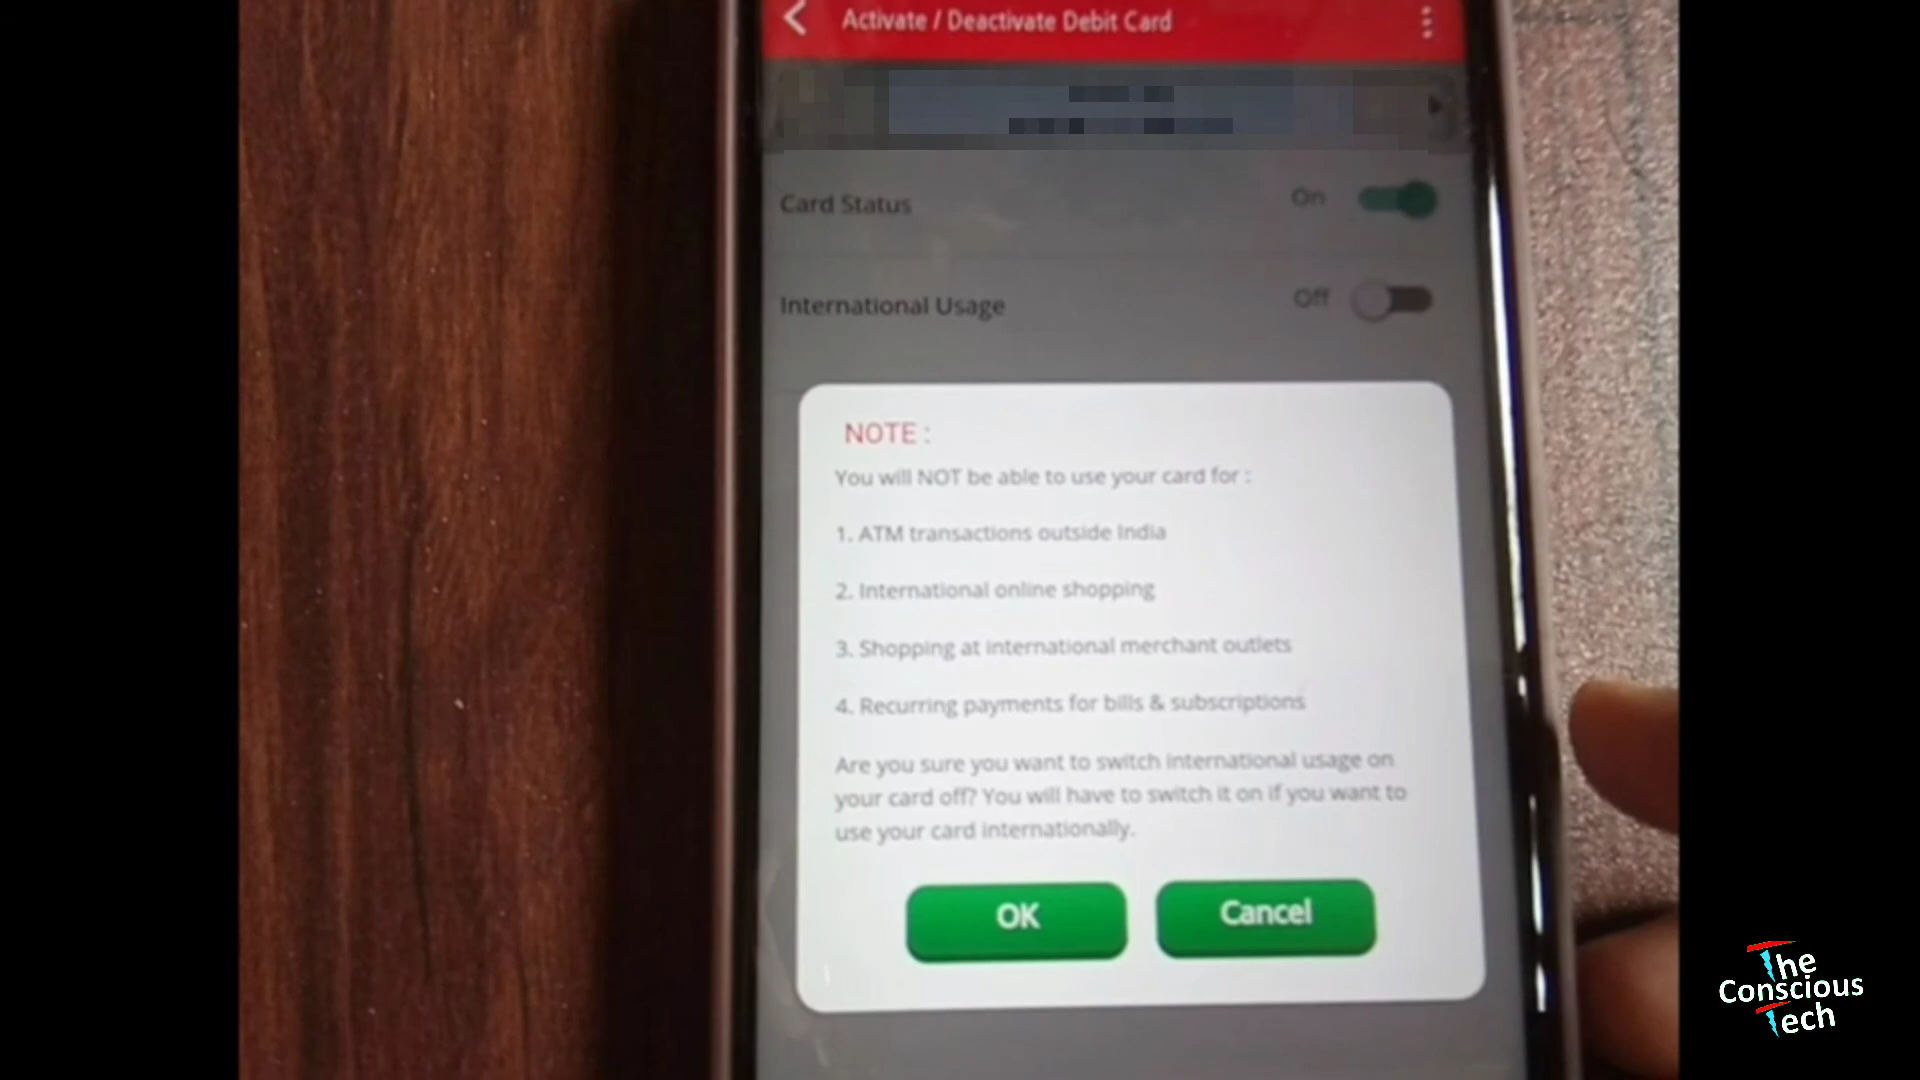 Activate / Deactivate Debit Card
Card Status On
International Usage Off
NOTE :
You will NOT be able to use your card for :
1. ATM transactions outside India
2. International online shopping
3. Shopping at international merchant outlets
4. Recurring payments for bills & subscriptions
Are you sure you want to switch international usage on
your card off? You will have to switch it on if you want to
use your card internationally.
OK Cancel
The
Conscious
Tech